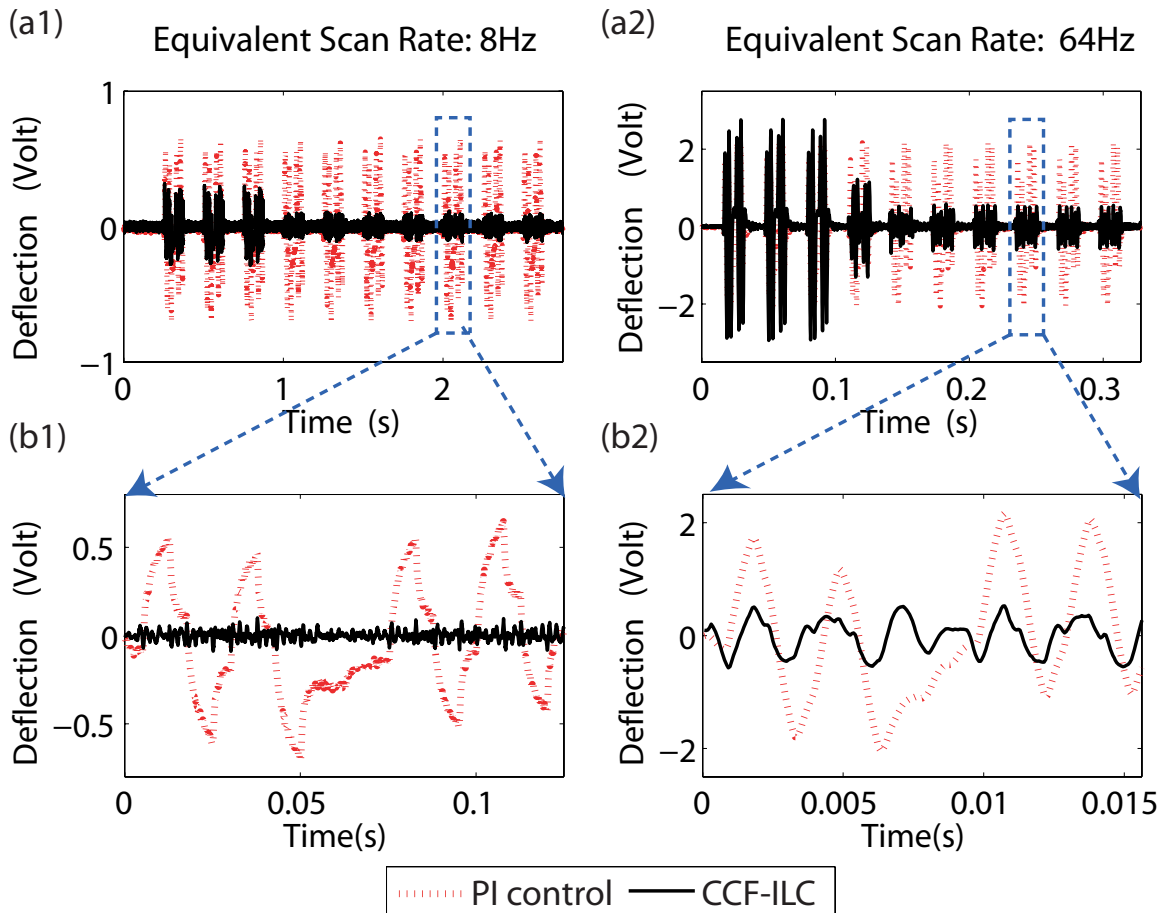 (a1)
Equivalent Scan Rate: 8Hz
(a2)
Equivalent Scan Rate: 64Hz
Deflection (Volt)
1
0
−1
0
1
2
Time (s)
Deflection (Volt)
2
0
−2
0
0.1
0.2
0.3
Time (s)
(b1)
(b2)
Deflection (Volt)
0.5
0
−0.5
0
0.05
0.1
Time(s)
Deflection (Volt)
2
0
−2
0
0.005
0.01
0.015
Time(s)
PI control
CCF-ILC